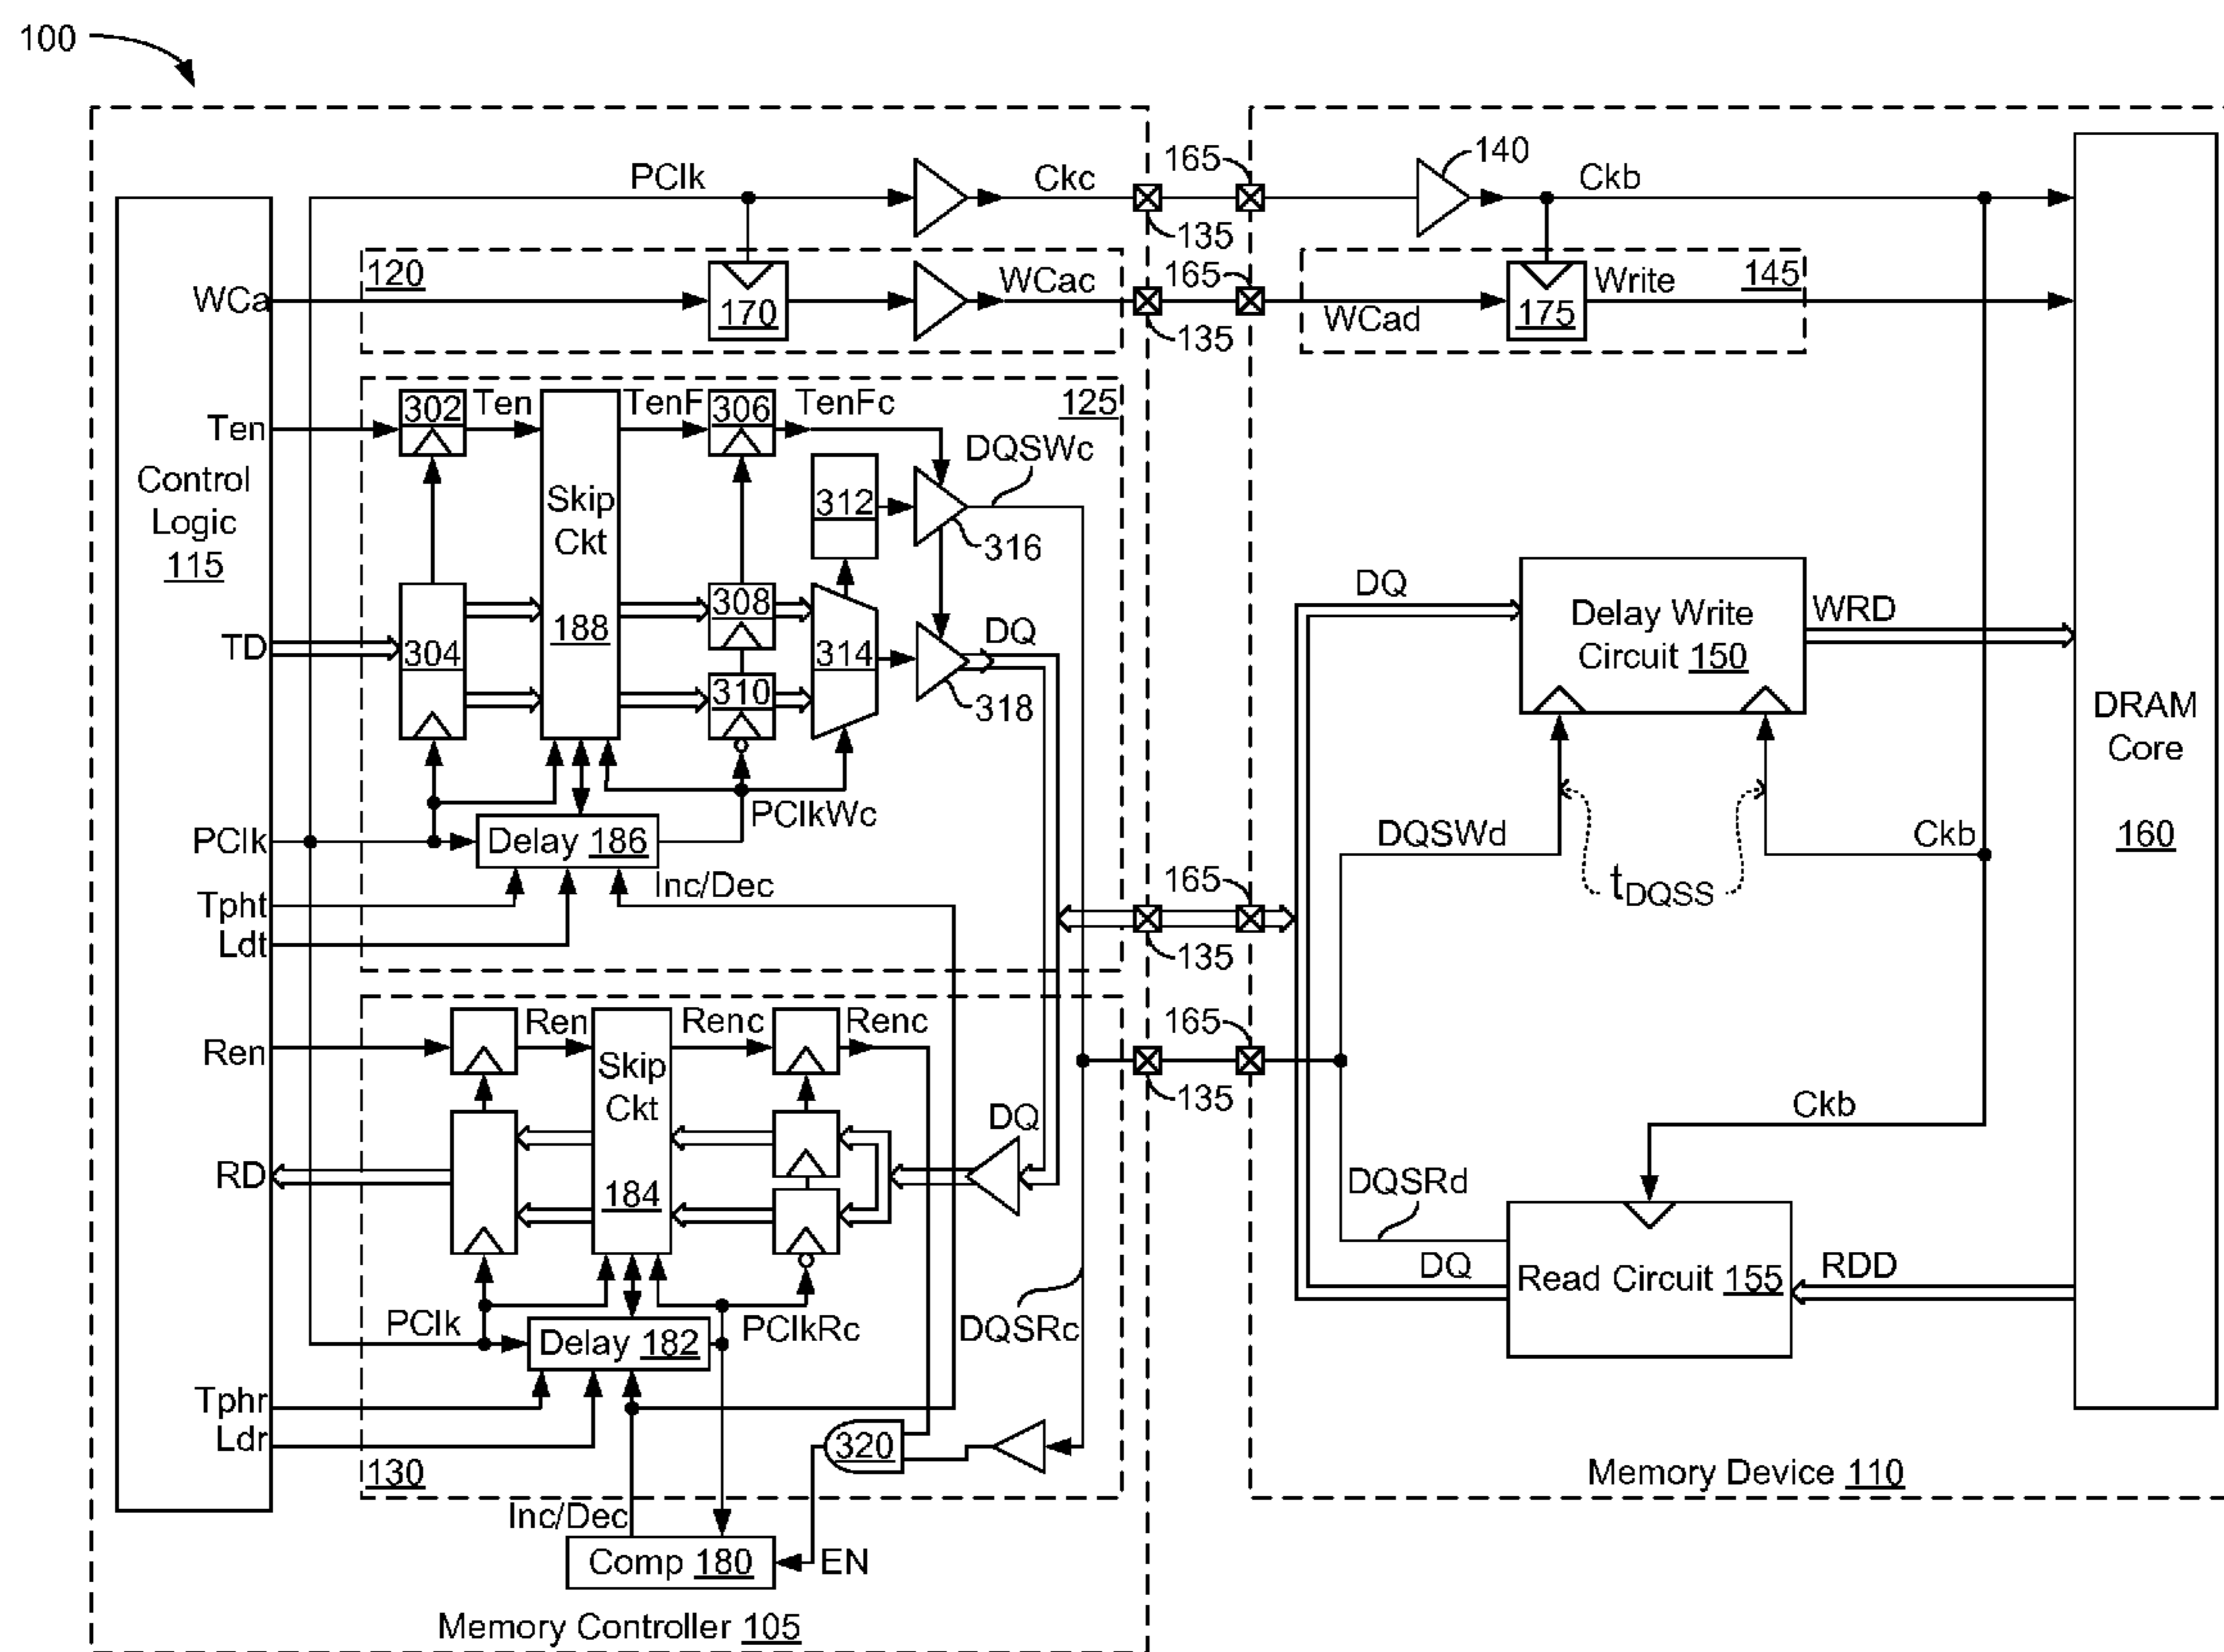 100
PClk
Ckc
165
135
140
Ckb
120
WCa
170
WCac
165
135
WCad
175
Write
145
Control
Logic
115
Ten
302
Ten
TenF
306
TenFc
125
DQSWc
Skip
Ckt
188
312
316
TD
304
308
310
314
DQ
318
PClk
Delay 186
PClkWc
Tpht
Ldt
Inc/Dec
165
135
DQ
Delay Write
Circuit 150
WRD
DRAM
Core
160
DQSWd
tDQSS
Ckb
Ren
Ren
Renc
Renc
Skip
Ckt
184
165
135
DQ
RD
Ckb
DQSRd
DQ
Read Circuit 155
RDD
PClk
Delay 182
PClkRc
DQSRc
Tphr
Ldr
320
130
Inc/Dec
Comp 180
EN
Memory Controller 105
Memory Device 110